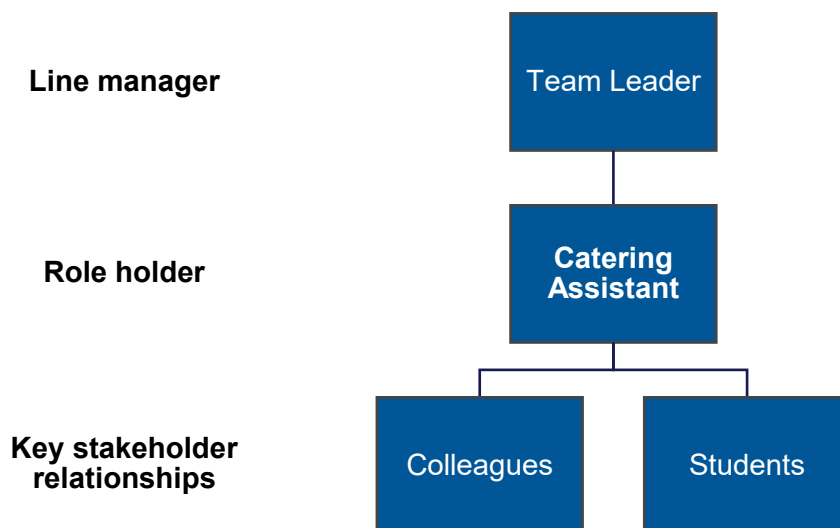 Line manager
Team Leader
Role holder
Catering
Assistant
Key stakeholder
relationships
Colleagues
Students